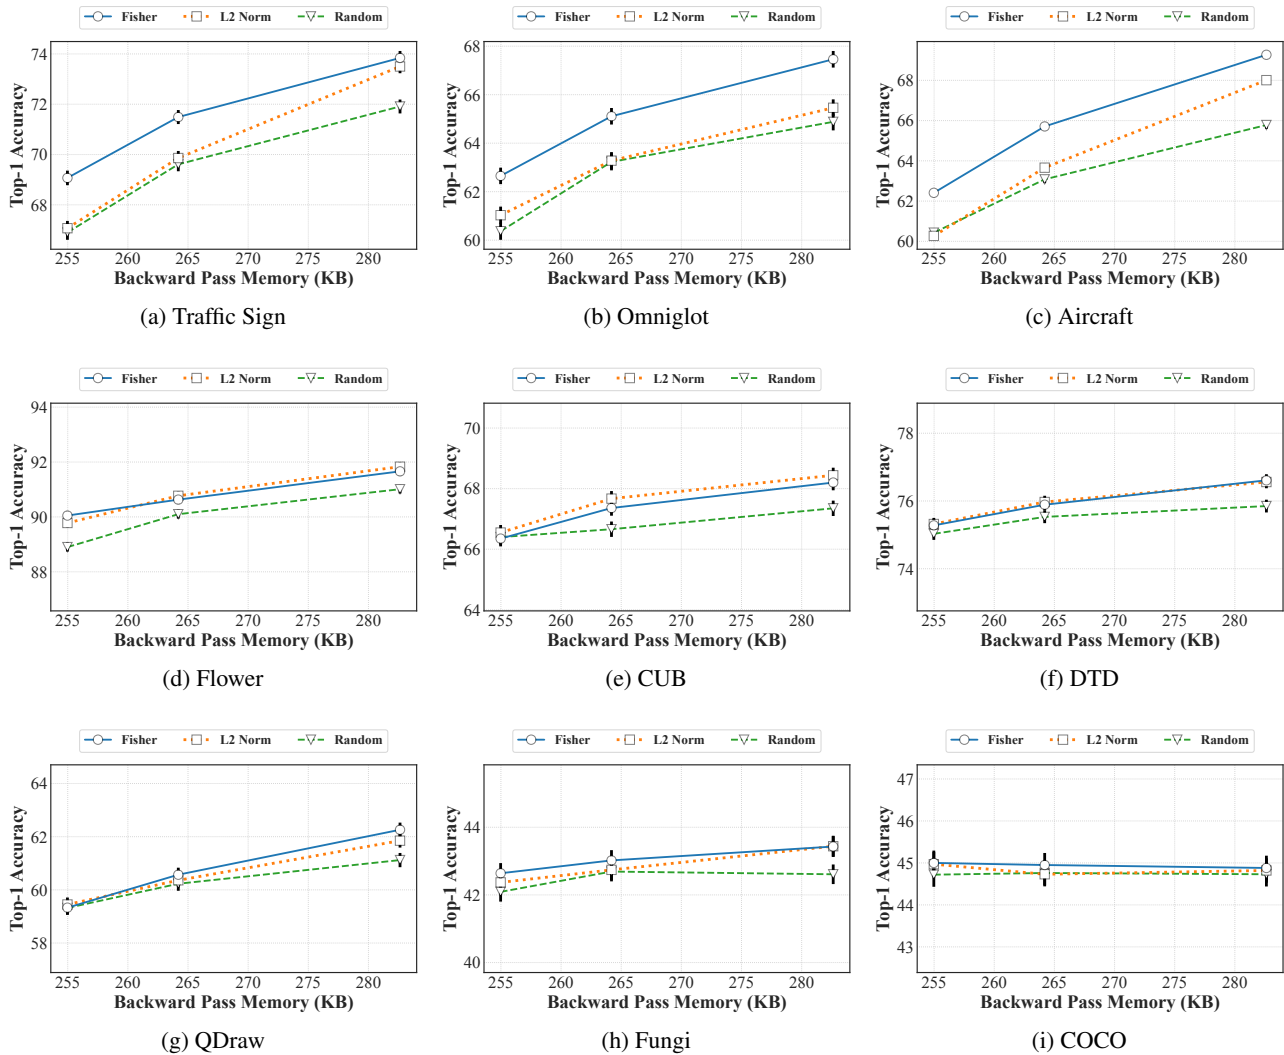 Fisher L2 Norm Random Fisher L2 Norm Random Fisher L2 Norm Random
Top-1 Accuracy
74
72
70
68
255 260 265 270 275 280
Backward Pass Memory (KB)
(a) Traffic Sign
Top-1 Accuracy
68
66
64
62
60
255 260 265 270 275 280
Backward Pass Memory (KB)
(b) Omniglot
Top-1 Accuracy
68
66
64
62
60
255 260 265 270 275 280
Backward Pass Memory (KB)
(c) Aircraft
Fisher L2 Norm Random Fisher L2 Norm Random Fisher L2 Norm Random
Top-1 Accuracy
94
92
90
88
255 260 265 270 275 280
Backward Pass Memory (KB)
(d) Flower
Top-1 Accuracy
70
68
66
64
255 260 265 270 275 280
Backward Pass Memory (KB)
(e) CUB
Top-1 Accuracy
78
76
74
255 260 265 270 275 280
Backward Pass Memory (KB)
(f) DTD
Fisher L2 Norm Random Fisher L2 Norm Random Fisher L2 Norm Random
Top-1 Accuracy
64
62
60
58
255 260 265 270 275 280
Backward Pass Memory (KB)
(g) QDraw
Top-1 Accuracy
44
42
40
255 260 265 270 275 280
Backward Pass Memory (KB)
(h) Fungi
Top-1 Accuracy
47
46
45
44
43
255 260 265 270 275 280
Backward Pass Memory (KB)
(i) COCO